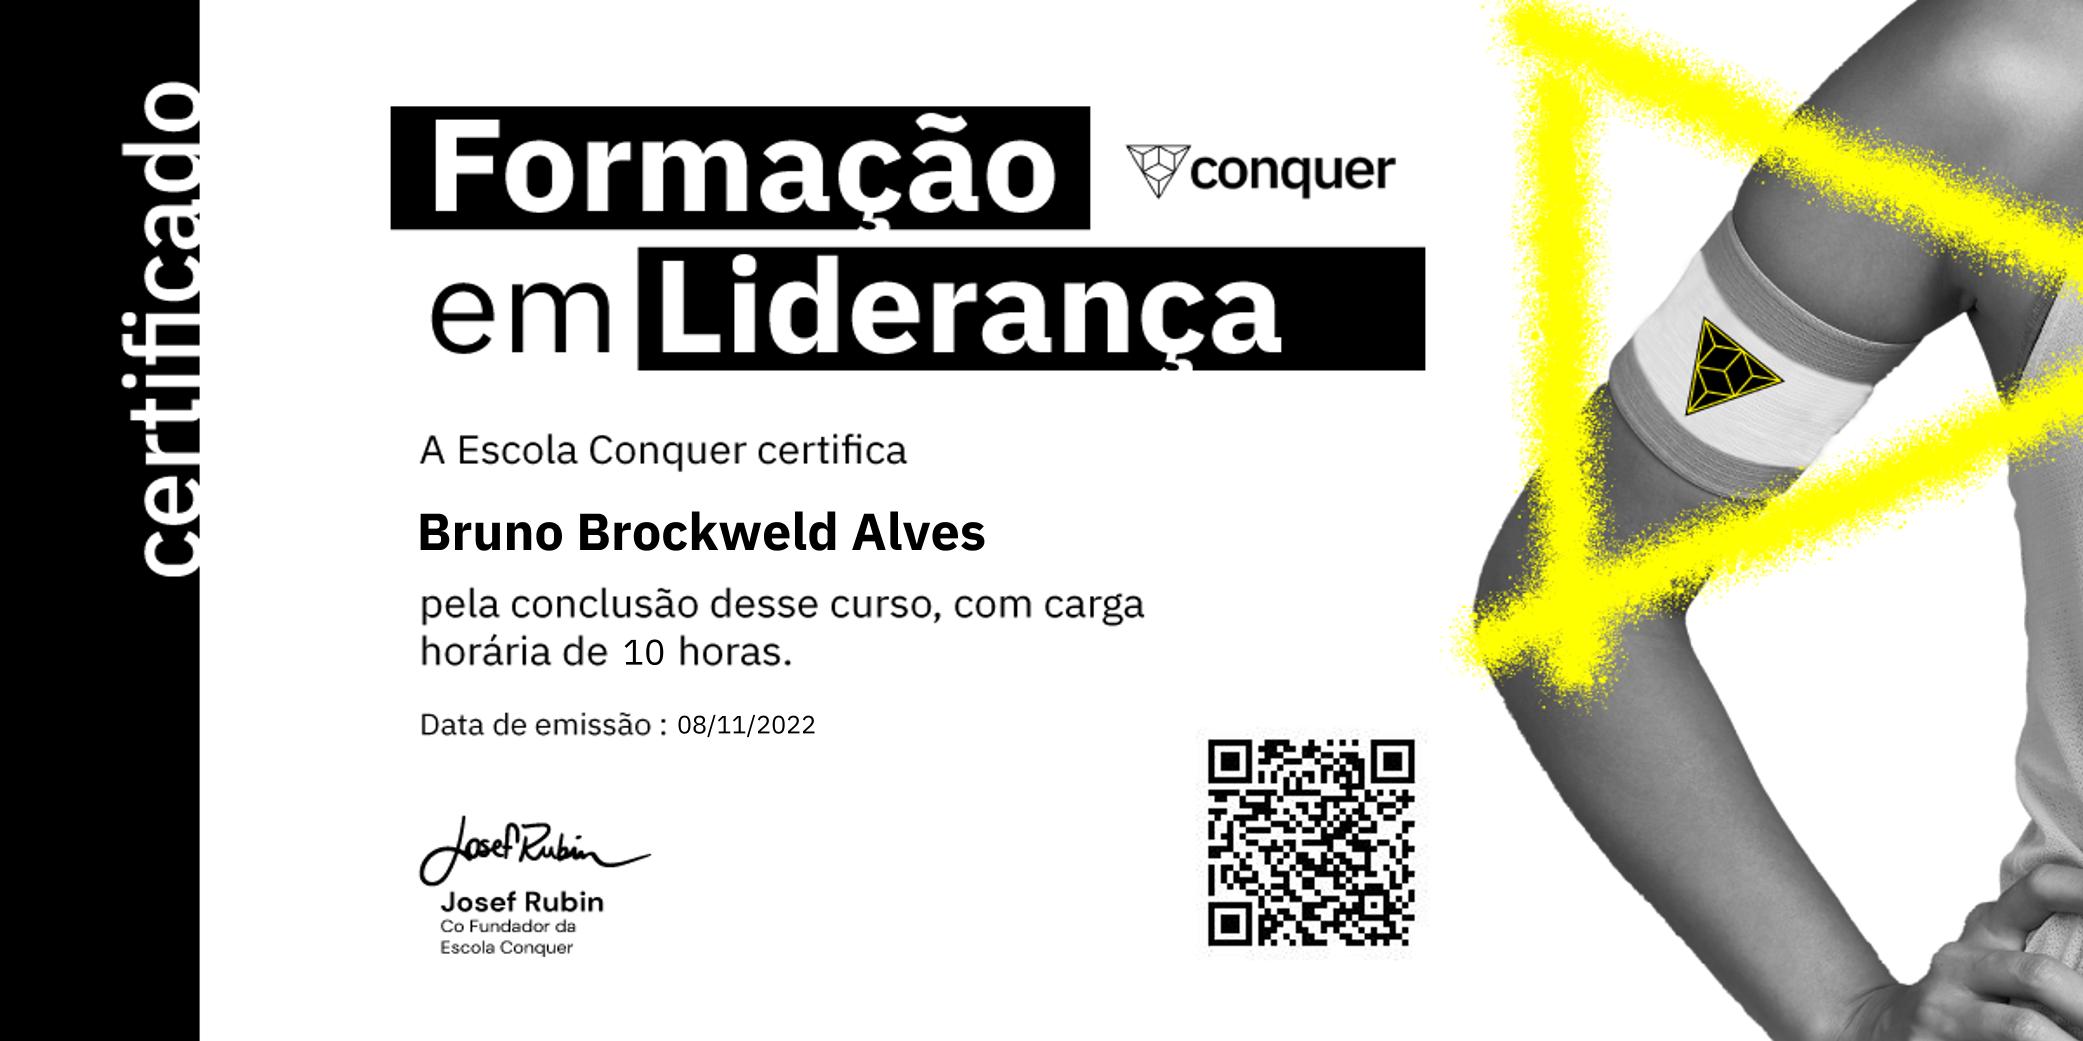 certificado
Formação
conquer
em Liderança
A Escola Conquer certifica
Bruno Brockweld Alves
pela conclusão desse curso, com carga
horária de 10 horas.
Data de emissão : 08/11/2022
Josef Rubin
Josef Rubin
Co Fundador da
Escola Conquer